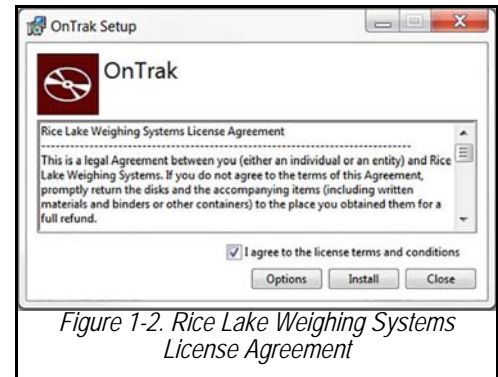 OnTrak Setup
OnTrak
Rice Lake Weighing Systems License Agreement
--------------------------------------------------------------------------------
This is a legal Agreement between you (either an individual or an entity) and Rice
Lake Weighing Systems. If you do not agree to the terms of this Agreement,
promptly return the disks and the accompanying items (including written
materials and binders or other containers) to the place you obtained them for a
full refund.
I agree to the license terms and conditions
Options Install Close
Figure 1-2. Rice Lake Weighing Systems
License Agreement